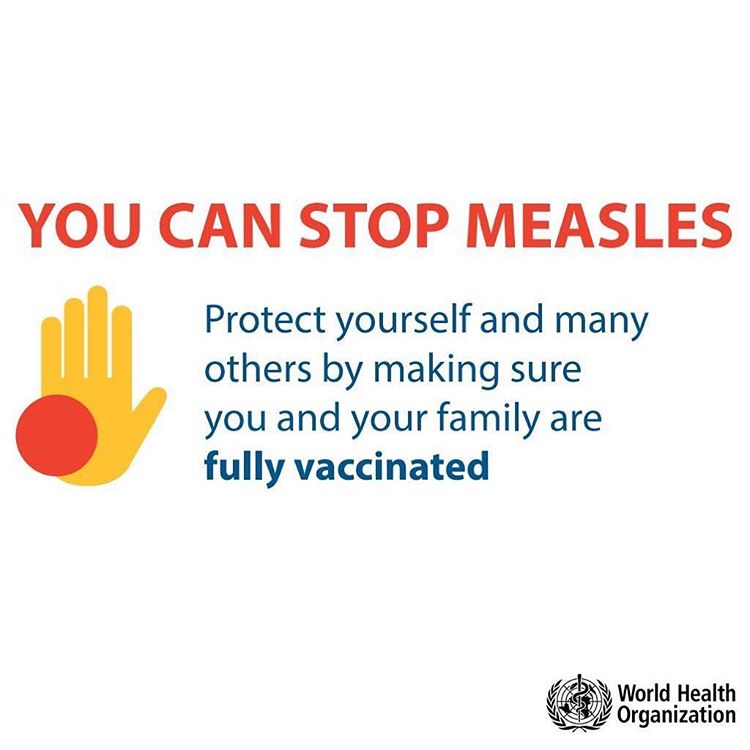 YOU CAN STOP MEASLES
Protect yourself and many
others by making sure
you and your family are
fully vaccinated
World Health
Organization